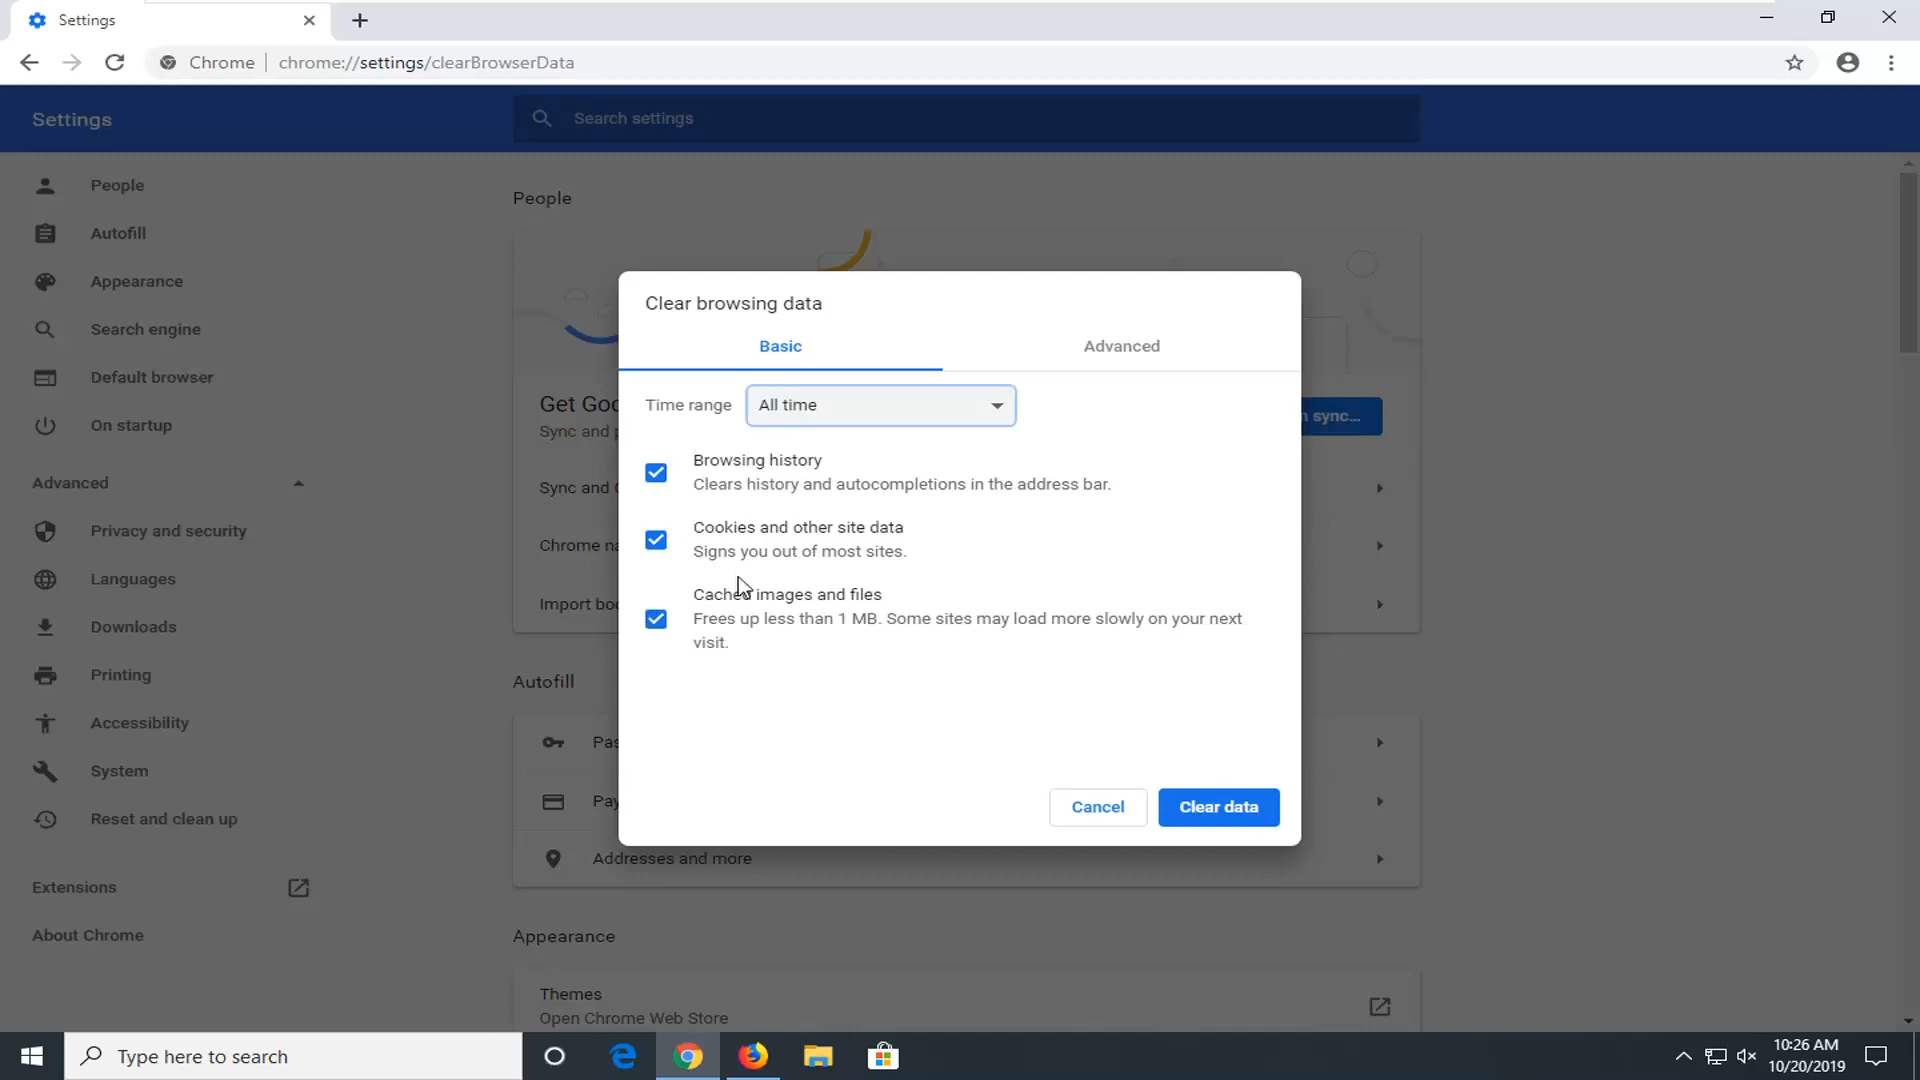 Settings
Chrome
chrome://settings/clearBrowserData
Settings
Search settings
People
Autofill
Appearance
Search engine
Default browser
On startup
Advanced
Privacy and security
Languages
Downloads
Printing
Accessibility
System
Reset and clean up
Extensions
About Chrome
People
Get Goo
Sync and p
sync...
Sync and
Chrome na
Import boo
Autofill
Pas
Pay
Addresses and more
Appearance
Themes
Open Chrome Web Store
Clear browsing data
Basic
Advanced
Time range
All time
Browsing history
Clears history and autocompletions in the address bar.
Cookies and other site data
Signs you out of most sites.
Cached images and files
Frees up less than 1 MB. Some sites may load more slowly on your next
visit.
Cancel
Clear data
Type here to search
10:26 AM
10/20/2019